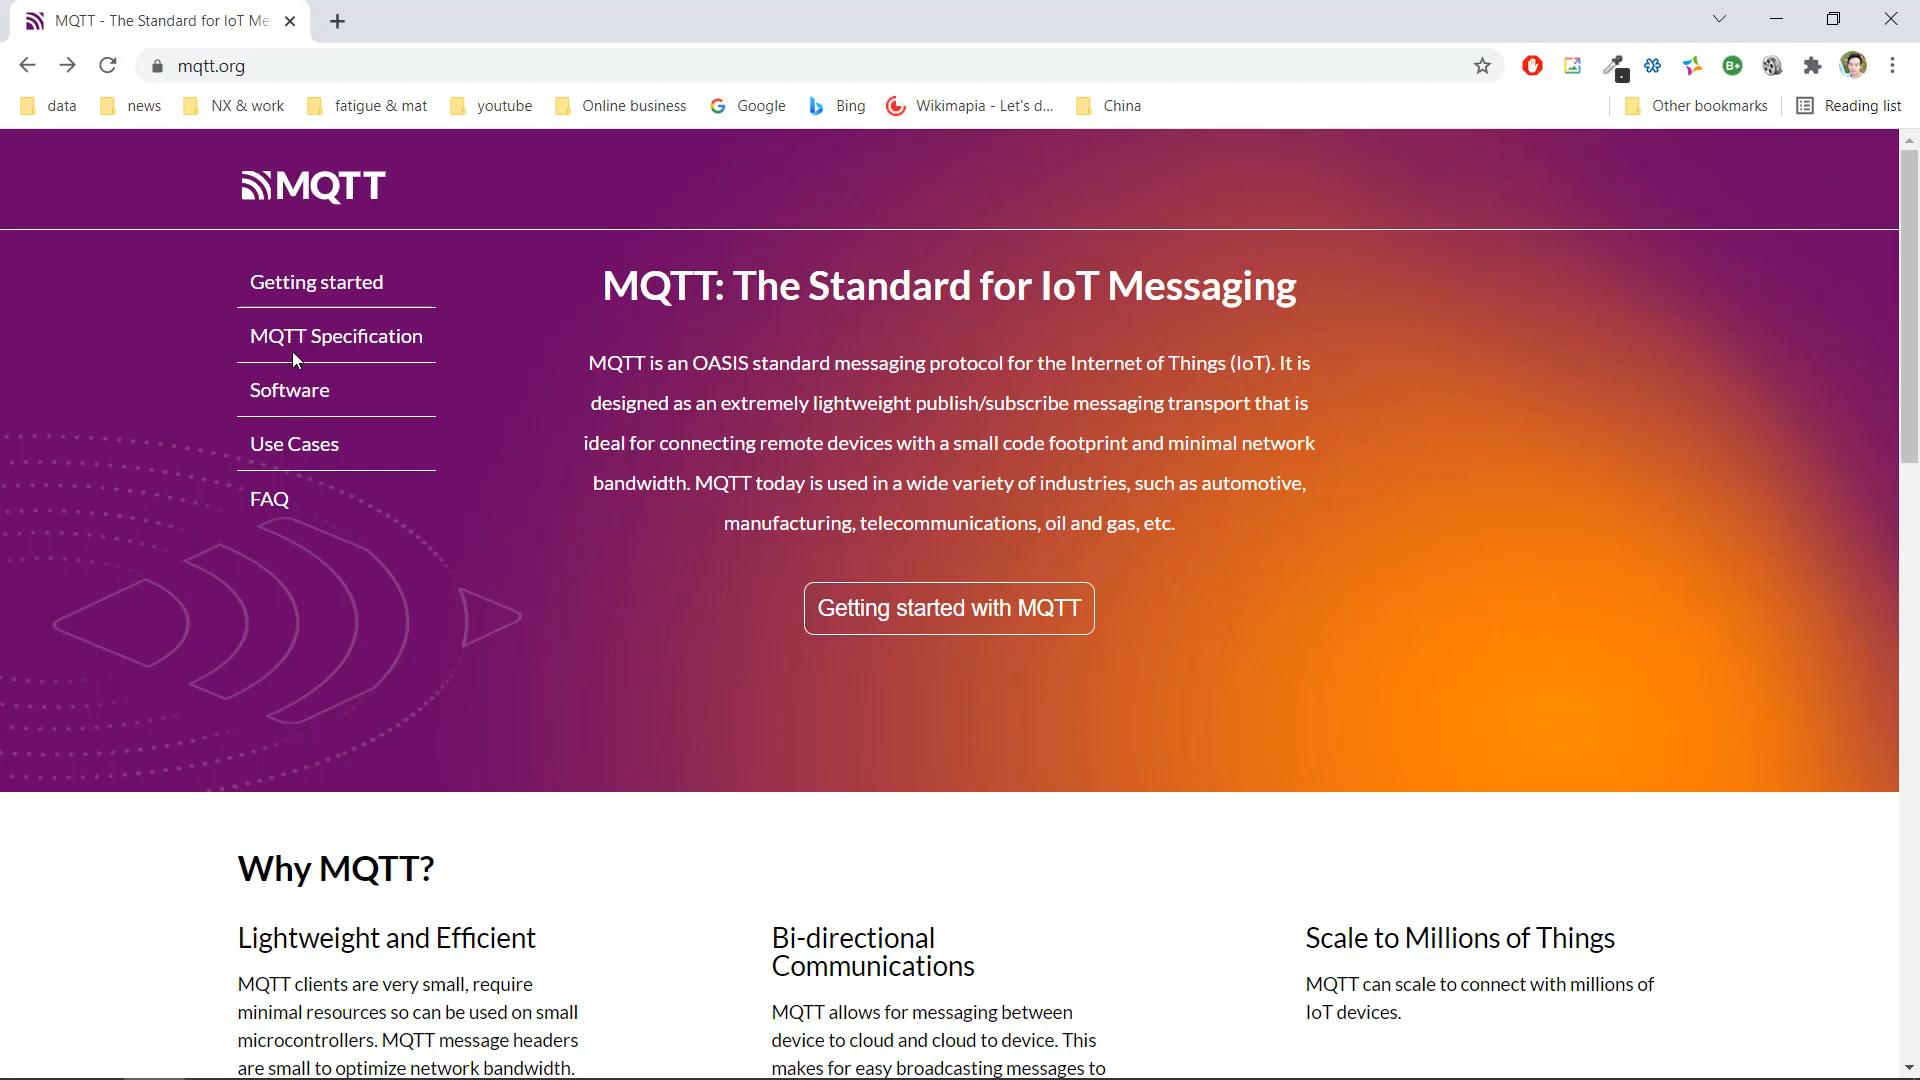 MQTT - The Standard for IoT Me
mqtt.org
data news NX & work fatigue & mat youtube Online business Google Bing Wikimapia - Let's d... China Other bookmarks Reading list
MQTT
Getting started
MQTT Specification
Software
Use Cases
FAQ
MQTT: The Standard for IoT Messaging
MQTT is an OASIS standard messaging protocol for the Internet of Things (IoT). It is
designed as an extremely lightweight publish/subscribe messaging transport that is
ideal for connecting remote devices with a small code footprint and minimal network
bandwidth. MQTT today is used in a wide variety of industries, such as automotive,
manufacturing, telecommunications, oil and gas, etc.
Getting started with MQTT
Why MQTT?
Lightweight and Efficient
MQTT clients are very small, require
minimal resources so can be used on small
microcontrollers. MQTT message headers
are small to optimize network bandwidth.
Bi-directional
Communications
MQTT allows for messaging between
device to cloud and cloud to device. This
makes for easy broadcasting messages to
Scale to Millions of Things
MQTT can scale to connect with millions of
IoT devices.